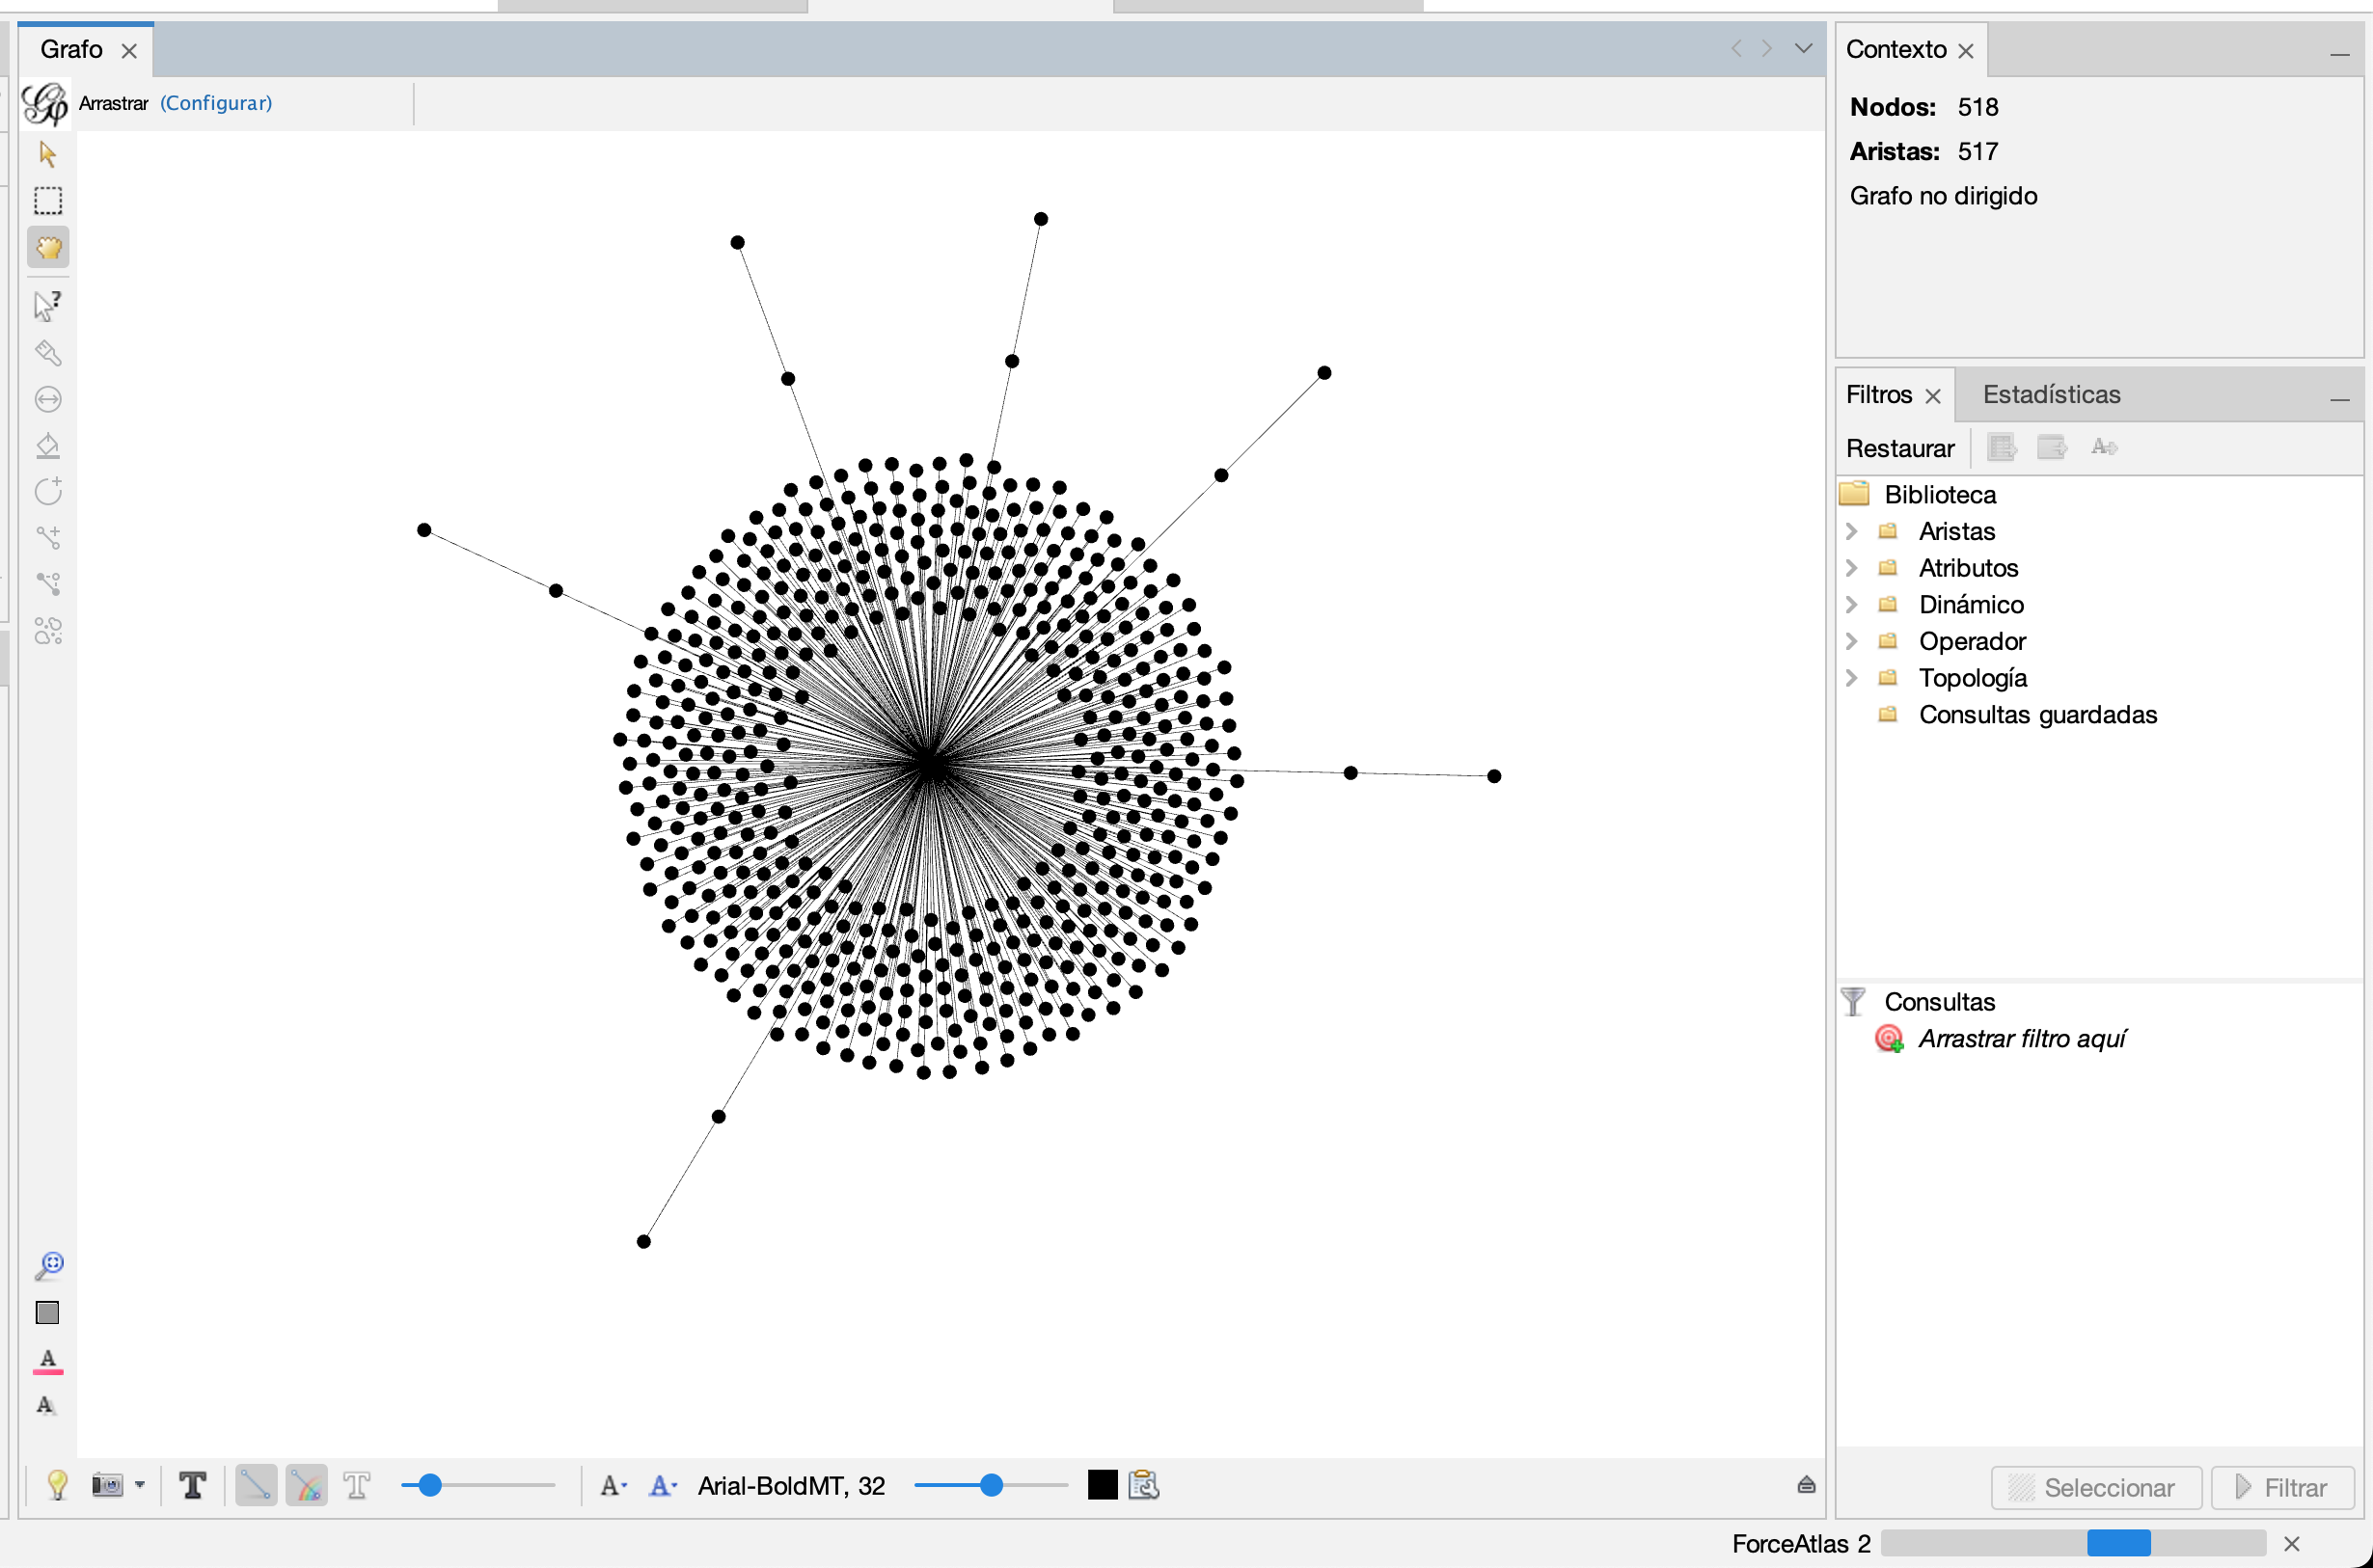 Grafo
Arrastrar (Configurar)
Contexto
Nodos: 518
Aristas: 517
Grafo no dirigido
Filtros Estadísticas
Restaurar
Biblioteca
Aristas
Atributos
Dinámico
Operador
Topología
Consultas guardadas
Consultas
Arrastrar filtro aquí
Seleccionar Filtrar
Arial-BoldMT, 32
ForceAtlas 2